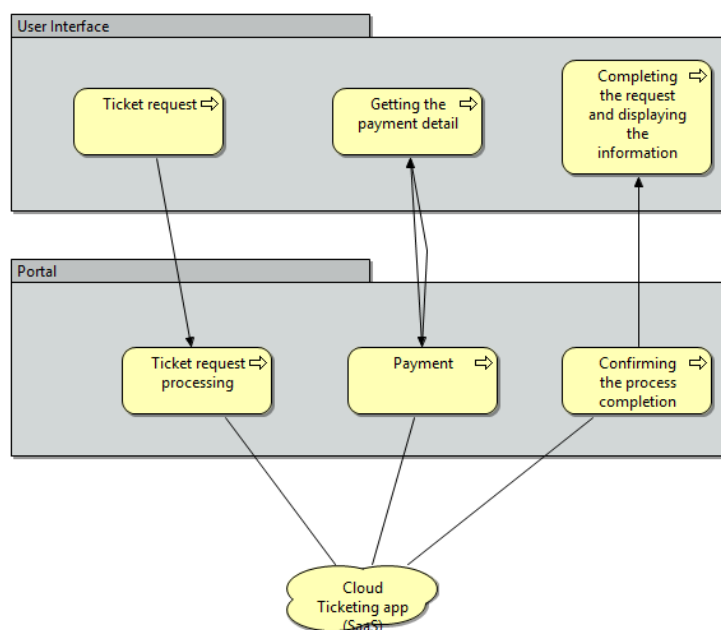 User Interface
Ticket request
Getting the
payment detail
Completing
the request
and displaying
the
information
Portal
Ticket request
processing
Payment
Confirming
the process
completion
Cloud
Ticketing app
(SaaS)